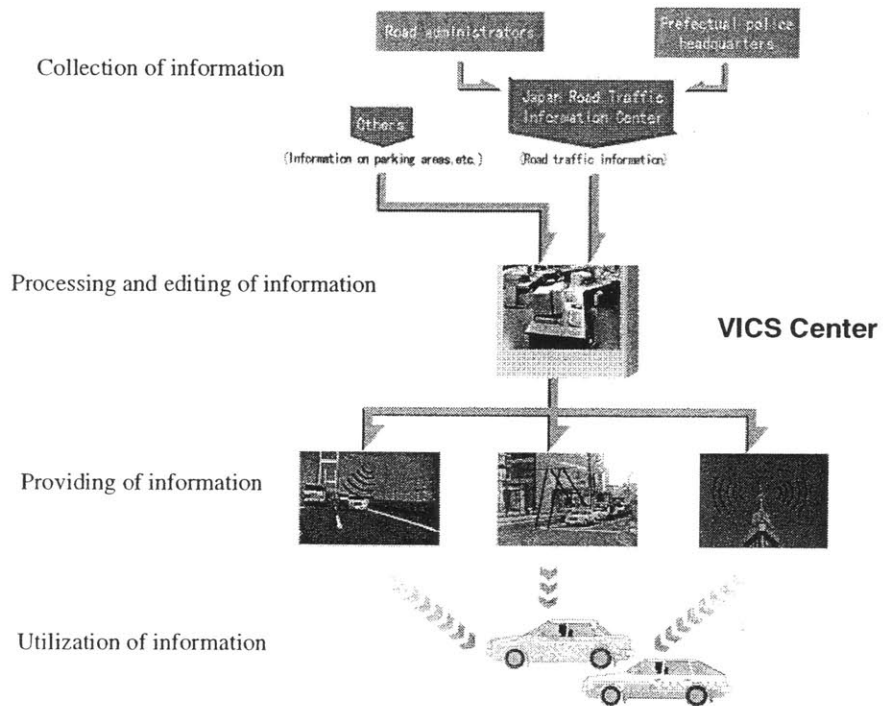 Road administrators
Prefectual police
headquarters
Collection of information
Japan Road Traffic
Information Center
Others
(Information on parking areas, etc.)
(Road traffic information)
Processing and editing of information
VICS Center
Providing of information
Utilization of information